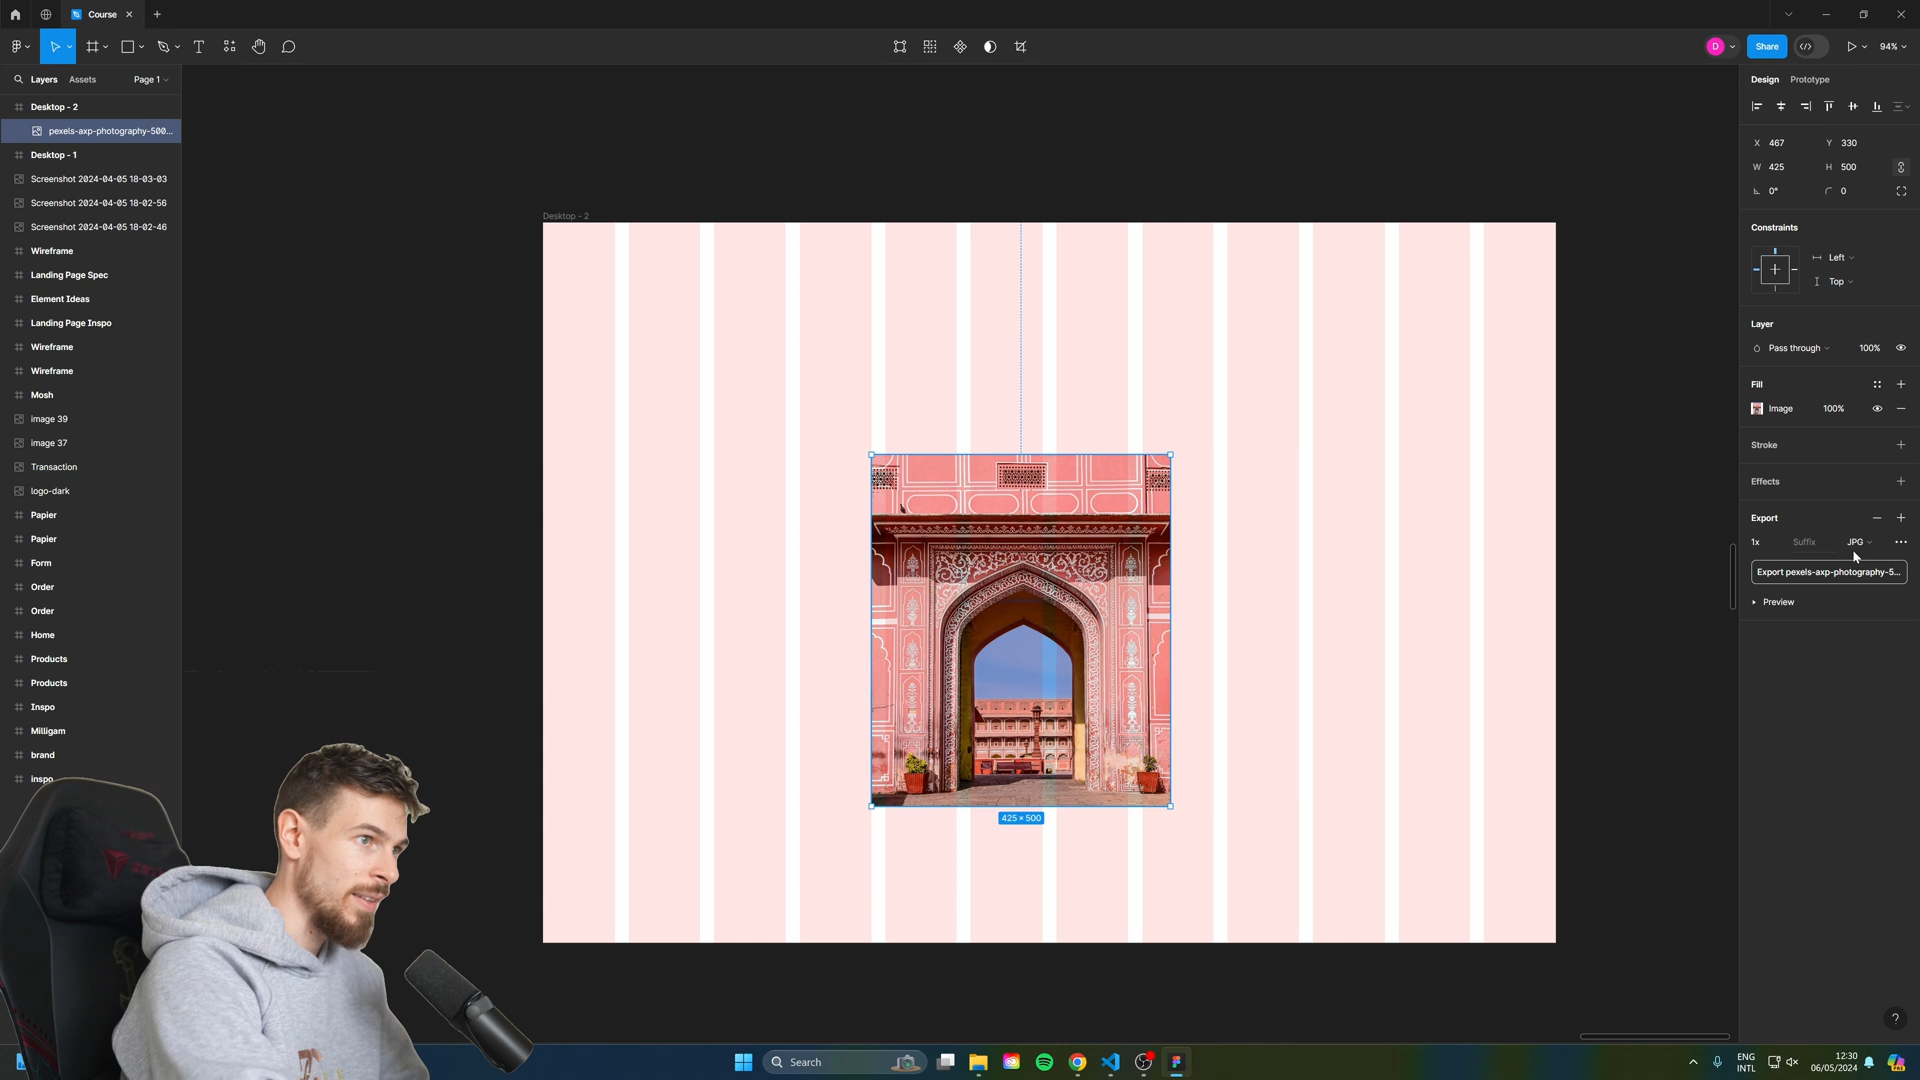 Course
Share
94%
Layers
Assets
Page 1
Design
Prototype
Desktop - 2
pexels-axp-photography-500...
Desktop - 1
Screenshot 2024-04-05 18-03-03
Screenshot 2024-04-05 18-02-56
Screenshot 2024-04-05 18-02-46
Wireframe
Landing Page Spec
Element Ideas
Landing Page Inspo
Wireframe
Wireframe
Mosh
image 39
image 37
Transaction
logo-dark
Papier
Papier
Form
Order
Order
Home
Products
Products
Inspo
Milligam
brand
inspo
Desktop - 2
425 × 500
X 467
Y 330
W 425
H 500
0°
0
Constraints
Left
Top
Layer
Pass through
100%
Fill
Image
100%
Stroke
Effects
Export
1x
Suffix
JPG
Export pexels-axp-photography-5...
Preview
?
Search
ENG
INTL
12:30
06/05/2024